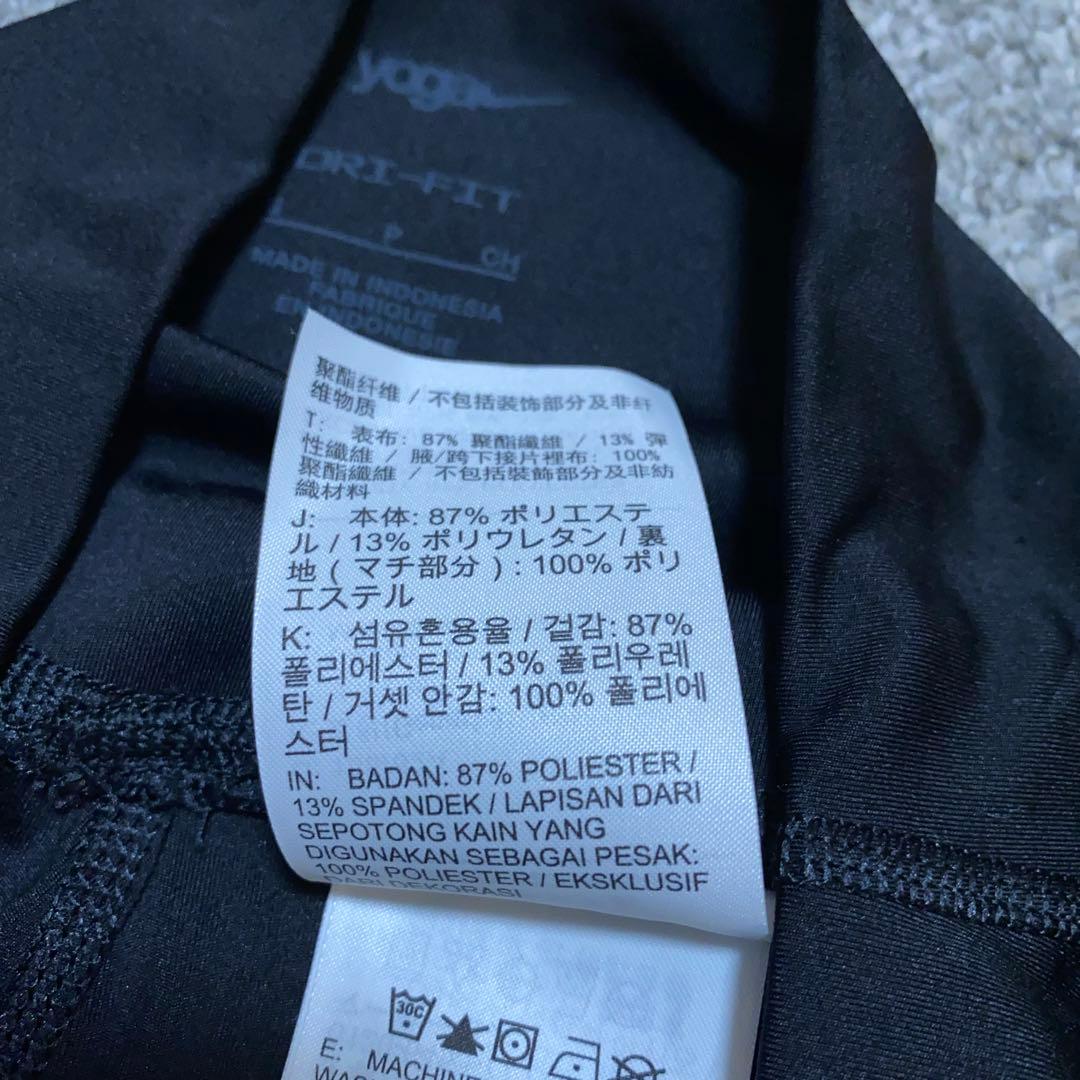 yoga
DRI-FIT
P CH
MADE IN INDONESIA
FABRIQUE
EN INDONESIE
聚酯纤维 / 不包括装饰部分及非纤
维物质
T: 表布: 87% 聚酯纖維 / 13% 彈
性纖維 / 腋/跨下接片裡布: 100%
聚酯纖維 / 不包括裝飾部分及非紡
織材料
J: 本体: 87% ポリエステ
ル / 13% ポリウレタン / 裏
地 ( マチ部分 ) : 100% ポリ
エステル
K: 섬유혼용율 / 겉감: 87%
폴리에스터 / 13% 폴리우레
탄 / 거셋 안감: 100% 폴리에
스터
IN: BADAN: 87% POLIESTER /
13% SPANDEK / LAPISAN DARI
SEPOTONG KAIN YANG
DIGUNAKAN SEBAGAI PESAK:
100% POLIESTER / EKSKLUSIF
DARI DEKORASI
30C
E: MACHINE